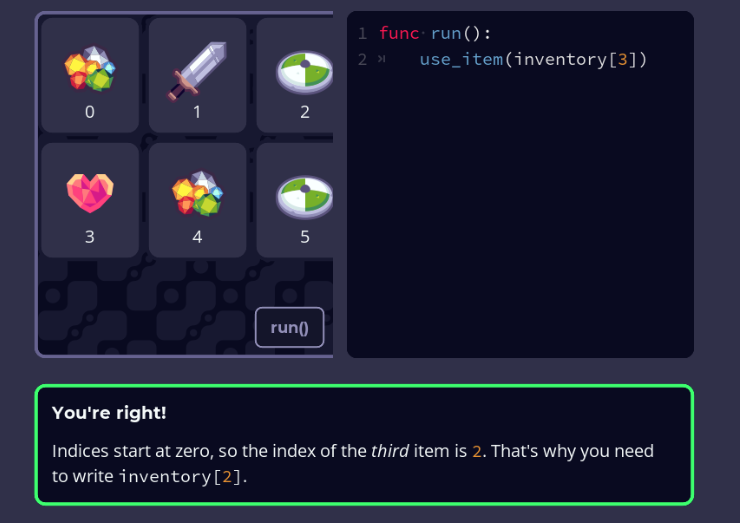 0 1 2
3 4 5
run()
1 func run():
2 use_item(inventory[3])
You're right!
Indices start at zero, so the index of the third item is 2. That's why you need
to write inventory[2].